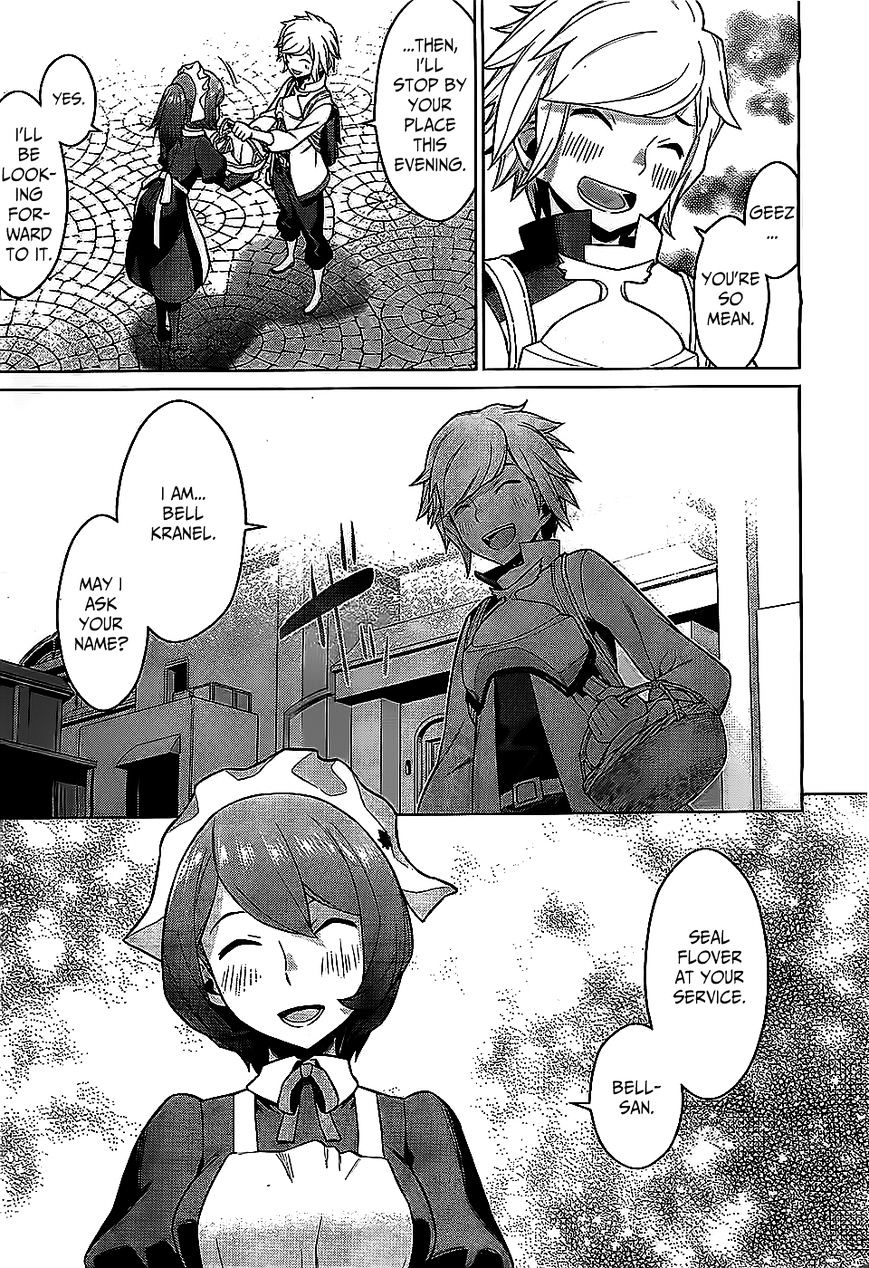 GEEZ
...
YOU'RE
SO
MEAN.
...THEN,
I'LL
STOP BY
YOUR
PLACE
THIS
EVENING.
YES.
I'LL
BE
LOOK-
ING
FOR-
WARD
TO IT.
I AM...
BELL
KRANEL.
MAY I
ASK
YOUR
NAME?
SEAL
FLOVER
AT YOUR
SERVICE.
BELL-
SAN.